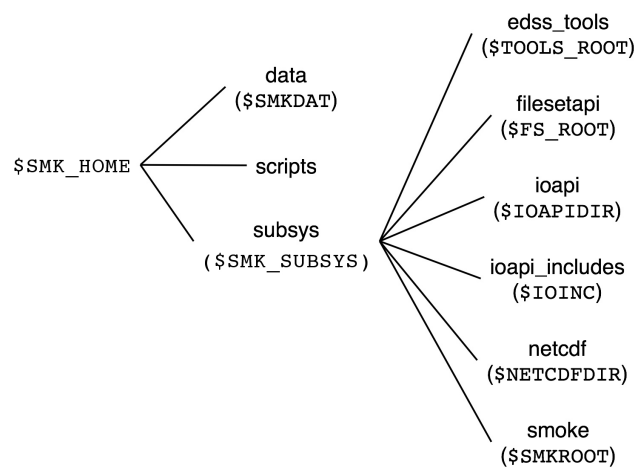 $SMK_HOME
data
($SMKDAT)
scripts
subsys
($SMK_SUBSYS)
edss_tools
($TOOLS_ROOT)
filesetapi
($FS_ROOT)
ioapi
($IOAPIDIR)
ioapi_includes
($IOINC)
netcdf
($NETCDFDIR)
smoke
($SMKROOT)